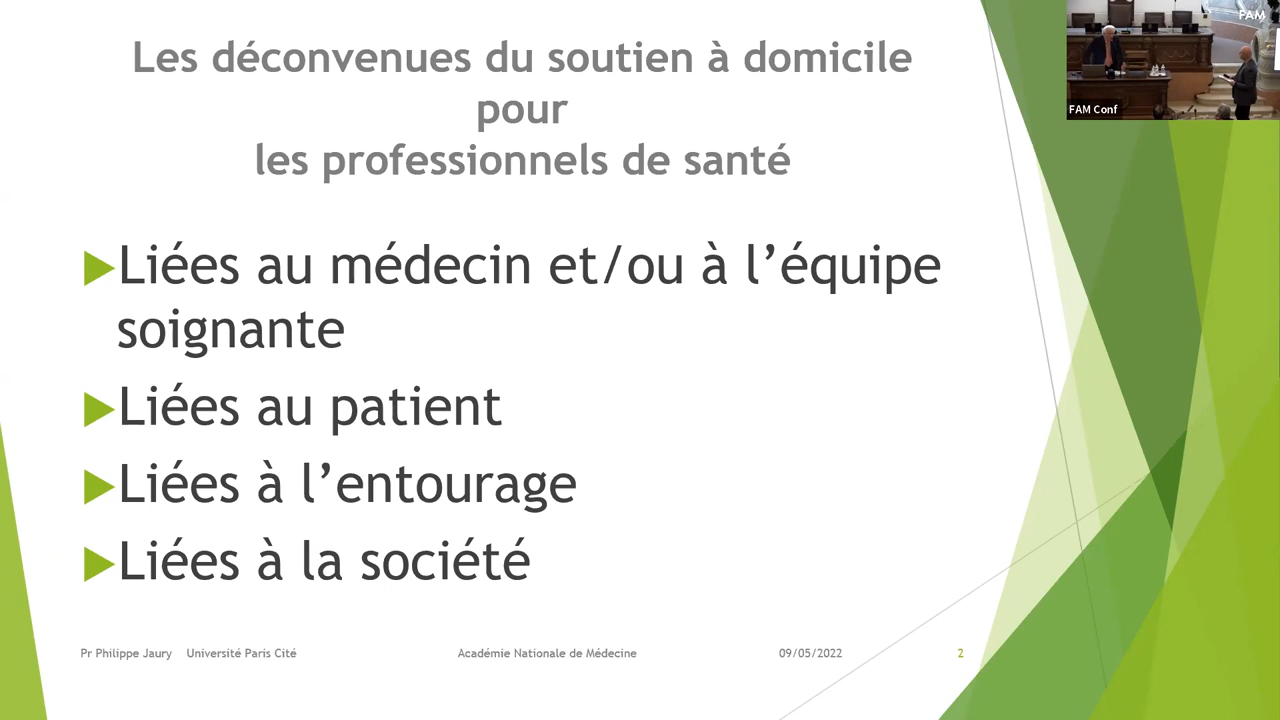 Les déconvenues du soutien à domicile
pour
les professionnels de santé
Liées au médecin et/ou à l’équipe
soignante
Liées au patient
Liées à l’entourage
Liées à la société
Pr Philippe Jaury Université Paris Cité Académie Nationale de Médecine 09/05/2022 2
FAM
FAM Conf